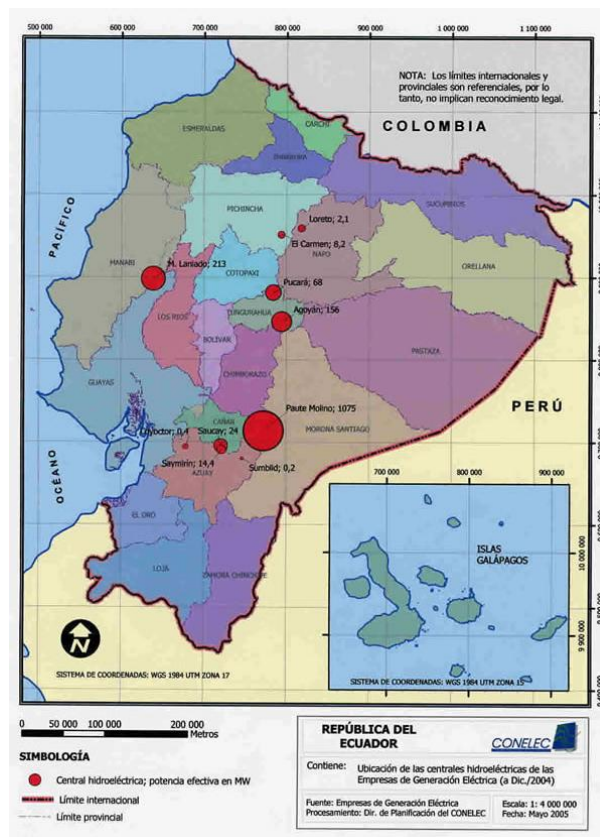 500 000
600 000
700 000
800 000
900 000
1 000 000
1 100 000
NOTA: Los límites internacionales y
provinciales son referenciales, por lo
tanto, no implican reconocimiento legal.
CARCHI
ESMERALDAS
COLOMBIA
IMBABURA
SUCUMBIOS
PICHINCHA
PACÍFICO
Loreto; 2,1
El Carmen; 8,2
NAPO
ORELLANA
MANABI
M. Laniado; 213
COTOPAXI
Pucará; 68
LOS RIOS
TUNGURAHUA
Agoyán; 156
BOLIVAR
PASTAZA
CHIMBORAZO
GUAYAS
PERÚ
Paute Molino; 1075
CAÑAR
MORONA SANTIAGO
Saucay; 24
Saymirín; 14,4
AZUAY
Sumblid; 0,2
OCÉANO
700 000
800 000
900 000
EL ORO
ISLAS
GALÁPAGOS
10 000 000
LOJA
ZAMORA CHINCHIPE
9 900 000
N
SISTEMA DE COORDENADAS: WGS 1984 UTM ZONA 17
SISTEMA DE COORDENADAS: WGS 1984 UTM ZONA 15
0
50 000
100 000
200 000
Metros
SIMBOLOGÍA
Central hidroeléctrica; potencia efectiva en MW
Límite internacional
Límite provincial
REPÚBLICA DEL
ECUADOR
CONELEC
Contiene: Ubicación de las centrales hidroeléctricas de las
Empresas de Generación Eléctrica (a Dic./2004)
Fuente: Empresas de Generación Eléctrica
Procesamiento: Dir. de Planificación del CONELEC
Escala: 1: 4 000 000
Fecha: Mayo 2005